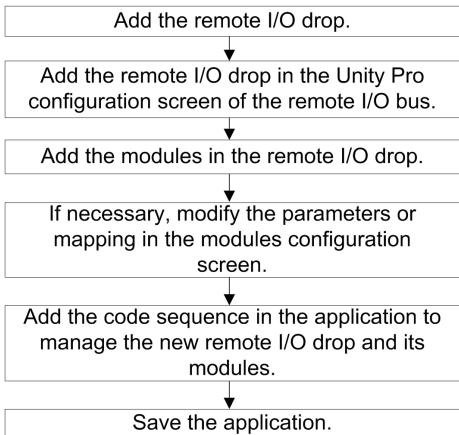 Add the remote I/O drop.
Add the remote I/O drop in the Unity Pro
configuration screen of the remote I/O bus.
Add the modules in the remote I/O drop.
If necessary, modify the parameters or
mapping in the modules configuration
screen.
Add the code sequence in the application to
manage the new remote I/O drop and its
modules.
Save the application.